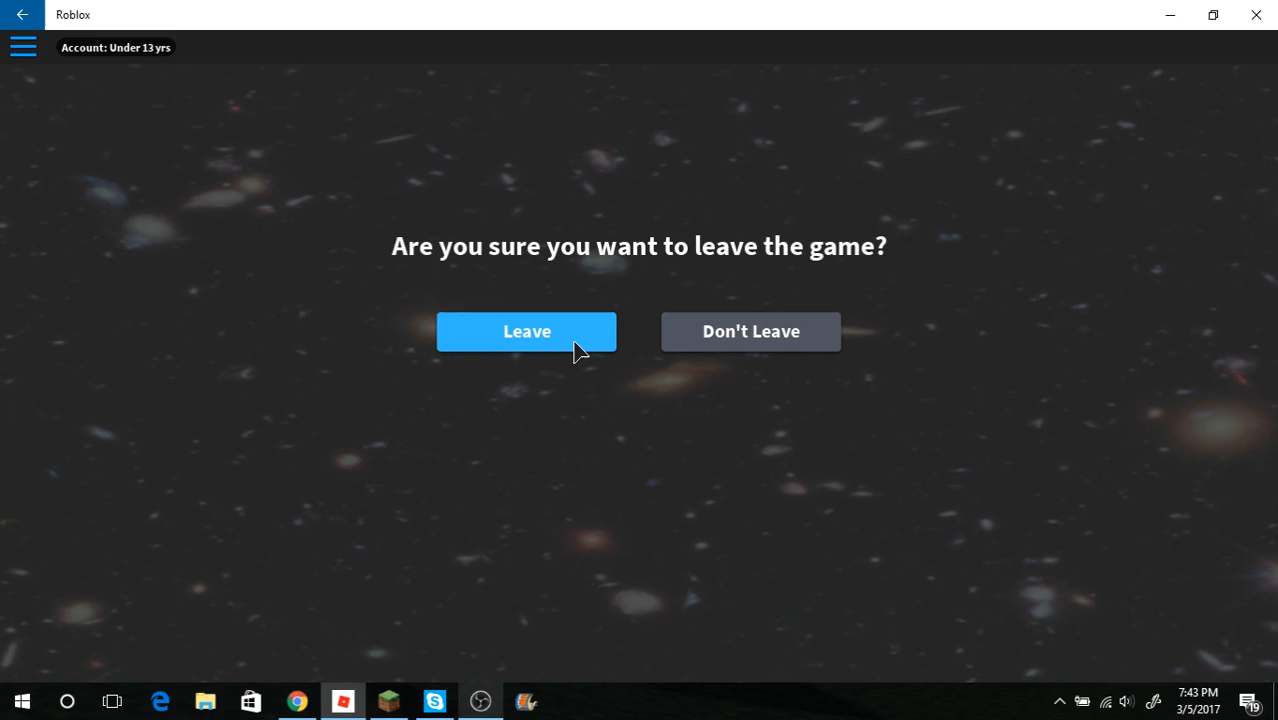 Roblox
Account: Under 13 yrs
Are you sure you want to leave the game?
Leave
Don't Leave
7:43 PM
3/5/2017
19